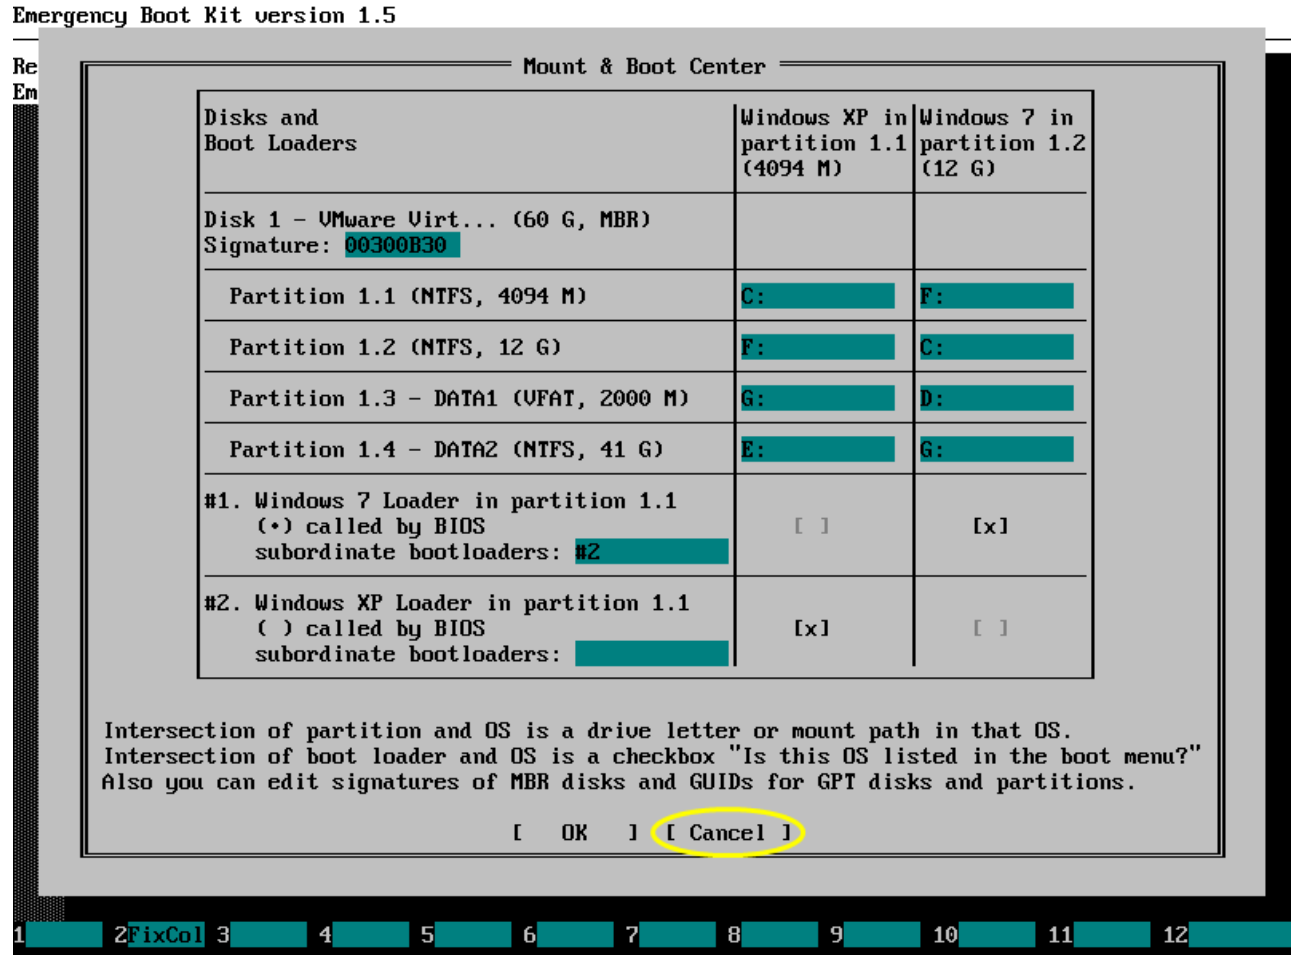 Emergency Boot Kit version 1.5
Re
Em
Mount & Boot Center
Disks and
Boot Loaders
Windows XP in
partition 1.1
(4094 M)
Windows 7 in
partition 1.2
(12 G)
Disk 1 - VMware Virt... (60 G, MBR)
Signature: 00300B30
Partition 1.1 (NTFS, 4094 M) C: F:
Partition 1.2 (NTFS, 12 G) F: C:
Partition 1.3 - DATA1 (VFAT, 2000 M) G: D:
Partition 1.4 - DATA2 (NTFS, 41 G) E: G:
#1. Windows 7 Loader in partition 1.1
(•) called by BIOS [ ] [x]
subordinate bootloaders: #2
#2. Windows XP Loader in partition 1.1
( ) called by BIOS [x] [ ]
subordinate bootloaders:
Intersection of partition and OS is a drive letter or mount path in that OS.
Intersection of boot loader and OS is a checkbox "Is this OS listed in the boot menu?"
Also you can edit signatures of MBR disks and GUIDs for GPT disks and partitions.
[ OK ] [ Cancel ]
1 2FixCol 3 4 5 6 7 8 9 10 11 12